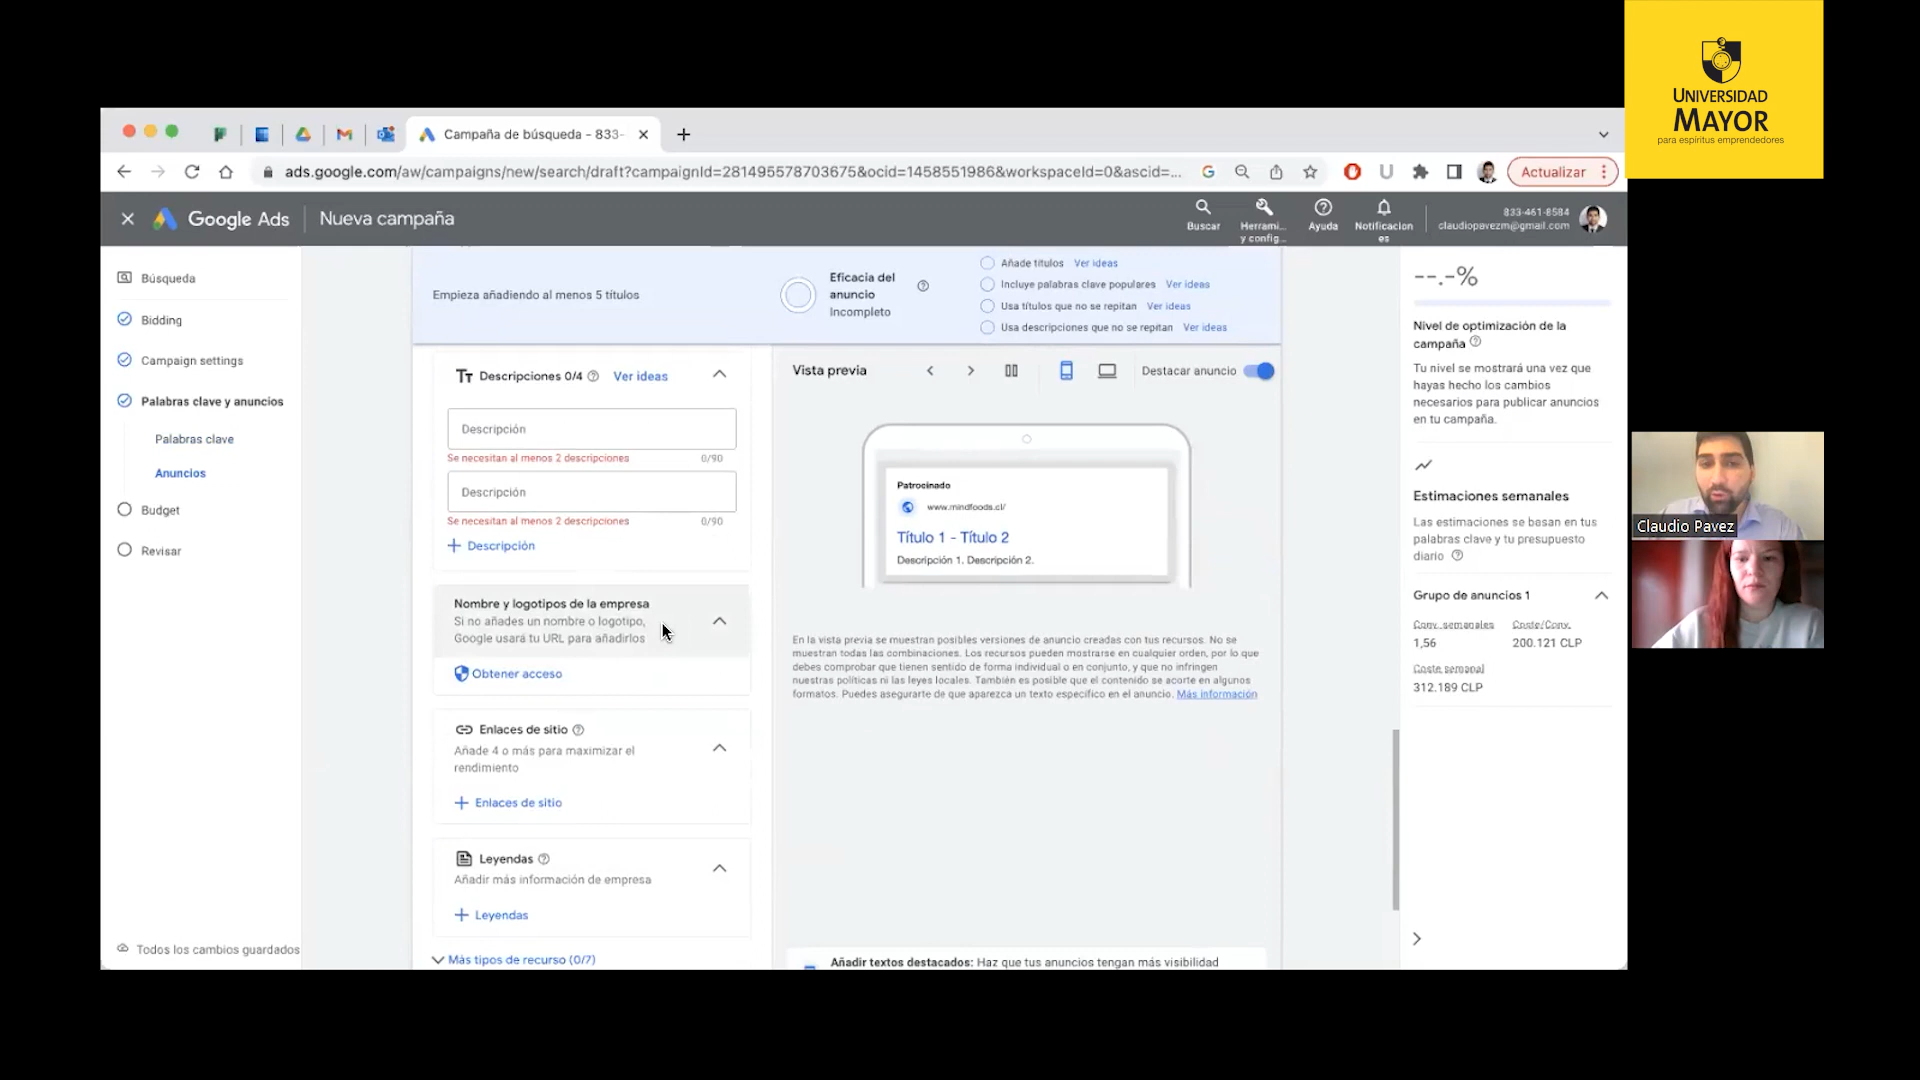 UNIVERSIDAD
MAYOR
para espíritus emprendedores
Campaña de búsqueda - 833-
ads.google.com/aw/campaigns/new/search/draft?campaignId=281495578703675&ocid=1458551986&workspaceId=0&ascid=...
Actualizar
Google Ads
Nueva campaña
Buscar
Herrami...
y config...
Ayuda
Notificacion
es
833-461-8584
claudiopavezm@gmail.com
Búsqueda
Bidding
Campaign settings
Palabras clave y anuncios
Palabras clave
Anuncios
Budget
Revisar
Todos los cambios guardados
Empieza añadiendo al menos 5 títulos
Eficacia del
anuncio
Incompleto
Añade títulos Ver ideas
Incluye palabras clave populares Ver ideas
Usa títulos que no se repitan Ver ideas
Usa descripciones que no se repitan Ver ideas
Descripciones 0/4 Ver ideas
Descripción
Se necesitan al menos 2 descripciones 0/90
Descripción
Se necesitan al menos 2 descripciones 0/90
+ Descripción
Nombre y logotipos de la empresa
Si no añades un nombre o logotipo,
Google usará tu URL para añadirlos
Obtener acceso
Enlaces de sitio
Añade 4 o más para maximizar el
rendimiento
+ Enlaces de sitio
Leyendas
Añadir más información de empresa
+ Leyendas
Más tipos de recurso (0/7)
Vista previa
Destacar anuncio
Patrocinado
www.mindfoods.cl/
Título 1 - Título 2
Descripción 1. Descripción 2.
En la vista previa se muestran posibles versiones de anuncio creadas con tus recursos. No se
muestran todas las combinaciones. Los recursos pueden mostrarse en cualquier orden, por lo que
debes comprobar que tienen sentido de forma individual o en conjunto, y que no infringen
nuestras políticas ni las leyes locales. También es posible que el contenido se acorte en algunos
formatos. Puedes asegurarte de que aparezca un texto específico en el anuncio. Más información
Añadir textos destacados: Haz que tus anuncios tengan más visibilidad
--.-%
Nivel de optimización de la
campaña
Tu nivel se mostrará una vez que
hayas hecho los cambios
necesarios para publicar anuncios
en tu campaña.
Estimaciones semanales
Las estimaciones se basan en tus
palabras clave y tu presupuesto
diario
Grupo de anuncios 1
Conv. semanales Coste/Conv.
1,56 200.121 CLP
Coste semanal
312.189 CLP
Claudio Pavez